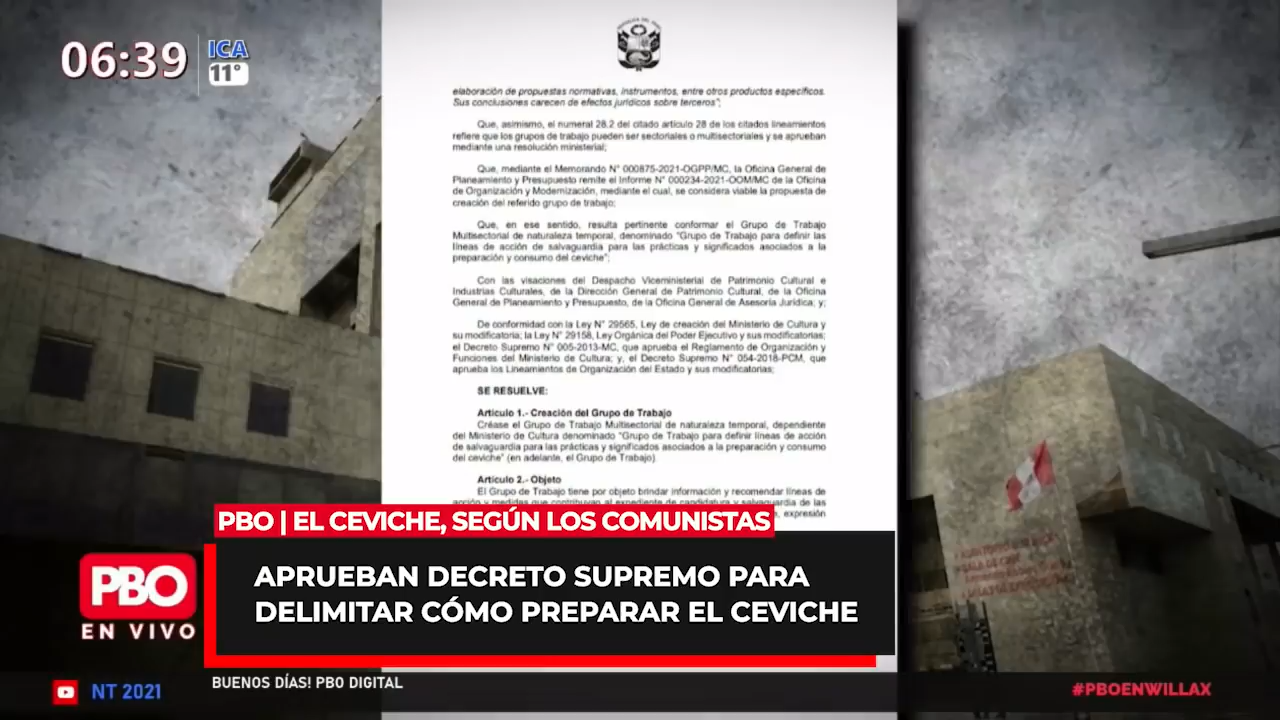 06:39
ICA
11°
REPÚBLICA DEL PERÚ
elaboración de propuestas normativas, instrumentos, entre otros productos específicos.
Sus conclusiones carecen de efectos jurídicos sobre terceros";
Que, asimismo, el numeral 28.2 del citado artículo 28 de los citados lineamientos
refiere que los grupos de trabajo pueden ser sectoriales o multisectoriales y se aprueban
mediante una resolución ministerial;
Que, mediante el Memorando N° 000875-2021-OGPP/MC, la Oficina General de
Planeamiento y Presupuesto remite el Informe N° 000234-2021-OOM/MC de la Oficina
de Organización y Modernización, mediante el cual, se considera viable la propuesta de
creación del referido grupo de trabajo;
Que, en ese sentido, resulta pertinente conformar el Grupo de Trabajo
Multisectorial de naturaleza temporal, denominado "Grupo de Trabajo para definir las
líneas de acción de salvaguardia para las prácticas y significados asociados a la
preparación y consumo del ceviche";
Con las visaciones del Despacho Viceministerial de Patrimonio Cultural e
Industrias Culturales, de la Dirección General de Patrimonio Cultural, de la Oficina
General de Planeamiento y Presupuesto, de la Oficina General de Asesoría Jurídica; y;
De conformidad con la Ley N° 29565, Ley de creación del Ministerio de Cultura y
su modificatoria; la Ley N° 29158, Ley Orgánica del Poder Ejecutivo y sus modificatorias;
el Decreto Supremo N° 005-2013-MC, que aprueba el Reglamento de Organización y
Funciones del Ministerio de Cultura; y, el Decreto Supremo N° 054-2018-PCM, que
aprueba los Lineamientos de Organización del Estado y sus modificatorias;
SE RESUELVE:
Artículo 1.- Creación del Grupo de Trabajo
Créase el Grupo de Trabajo Multisectorial de naturaleza temporal, dependiente
del Ministerio de Cultura denominado "Grupo de Trabajo para definir líneas de acción
de salvaguardia para las prácticas y significados asociados a la preparación y consumo
del ceviche" (en adelante, el Grupo de Trabajo).
Artículo 2.- Objeto
El Grupo de Trabajo tiene por objeto brindar información y recomendar líneas de
acción y medidas que contribuyan al expediente de candidatura y salvaguardia de las
expresión
PBO | EL CEVICHE, SEGÚN LOS COMUNISTAS
APRUEBAN DECRETO SUPREMO PARA
DELIMITAR CÓMO PREPARAR EL CEVICHE
PBO
EN VIVO
NT 2021
BUENOS DÍAS! PBO DIGITAL
#PBOENWILLAX